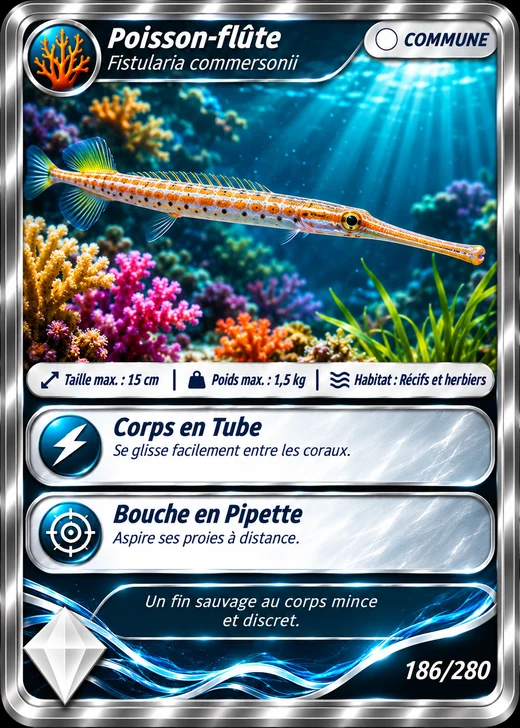 Poisson-flûte
Fistularia commersonii
COMMUNE
Taille max. : 15 cm | Poids max. : 1,5 kg | Habitat : Récifs et herbiers
Corps en Tube
Se glisse facilement entre les coraux.
Bouche en Pipette
Aspire ses proies à distance.
Un fin sauvage au corps mince
et discret.
186/280